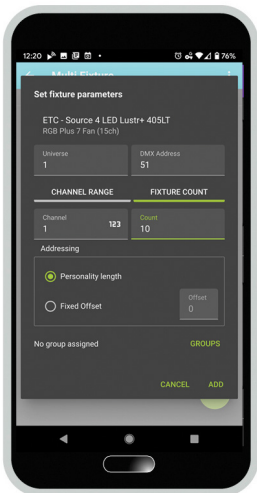 12:20
76%
Multi Fixture
Set fixture parameters
ETC - Source 4 LED Lustr+ 405LT
RGB Plus 7 Fan (15ch)
Universe DMX Address
1 51
CHANNEL RANGE FIXTURE COUNT
Channel Count
1 123 10
Addressing
Personality length
Fixed Offset
Offset
0
No group assigned GROUPS
CANCEL ADD